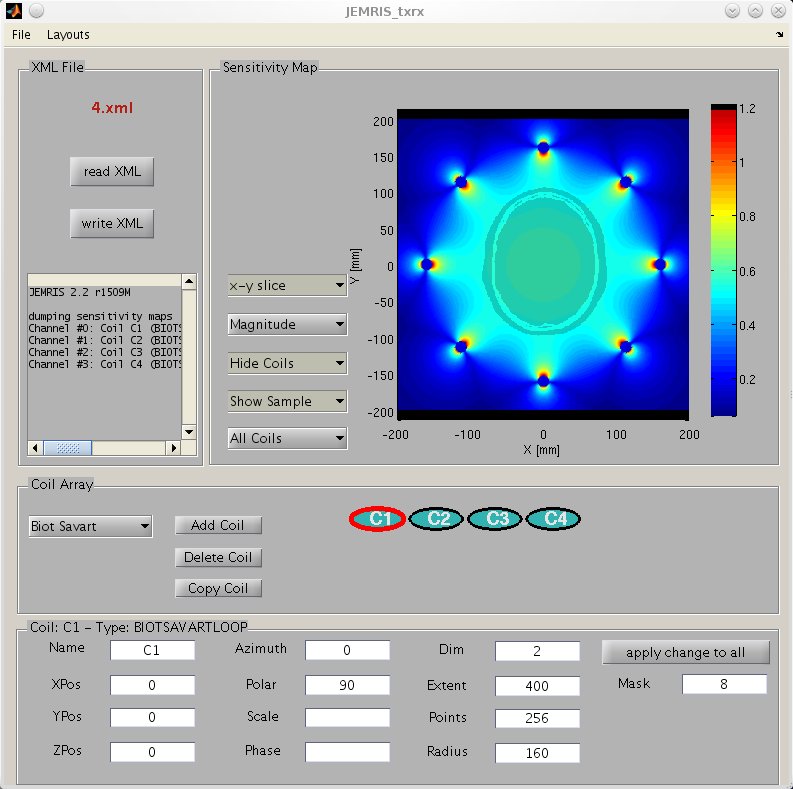 JEMRIS_txrx
File Layouts
XML File
4.xml
read XML
write XML
JEMRIS 2.2 r1509M
dumping sensitivity maps
Channel #0: Coil C1 (BIOTS
Channel #1: Coil C2 (BIOTS
Channel #2: Coil C3 (BIOTS
Channel #3: Coil C4 (BIOTS
Sensitivity Map
x-y slice
Magnitude
Hide Coils
Show Sample
All Coils
Y [mm]
200
150
100
50
0
-50
-100
-150
-200
-200 -100 0 100 200
X [mm]
1.2
1
0.8
0.6
0.4
0.2
Coil Array
Biot Savart
Add Coil
Delete Coil
Copy Coil
C1 C2 C3 C4
Coil: C1 - Type: BIOTSAVARTLOOP
Name C1 Azimuth 0 Dim 2 apply change to all
XPos 0 Polar 90 Extent 400 Mask 8
YPos 0 Scale Points 256
ZPos 0 Phase Radius 160